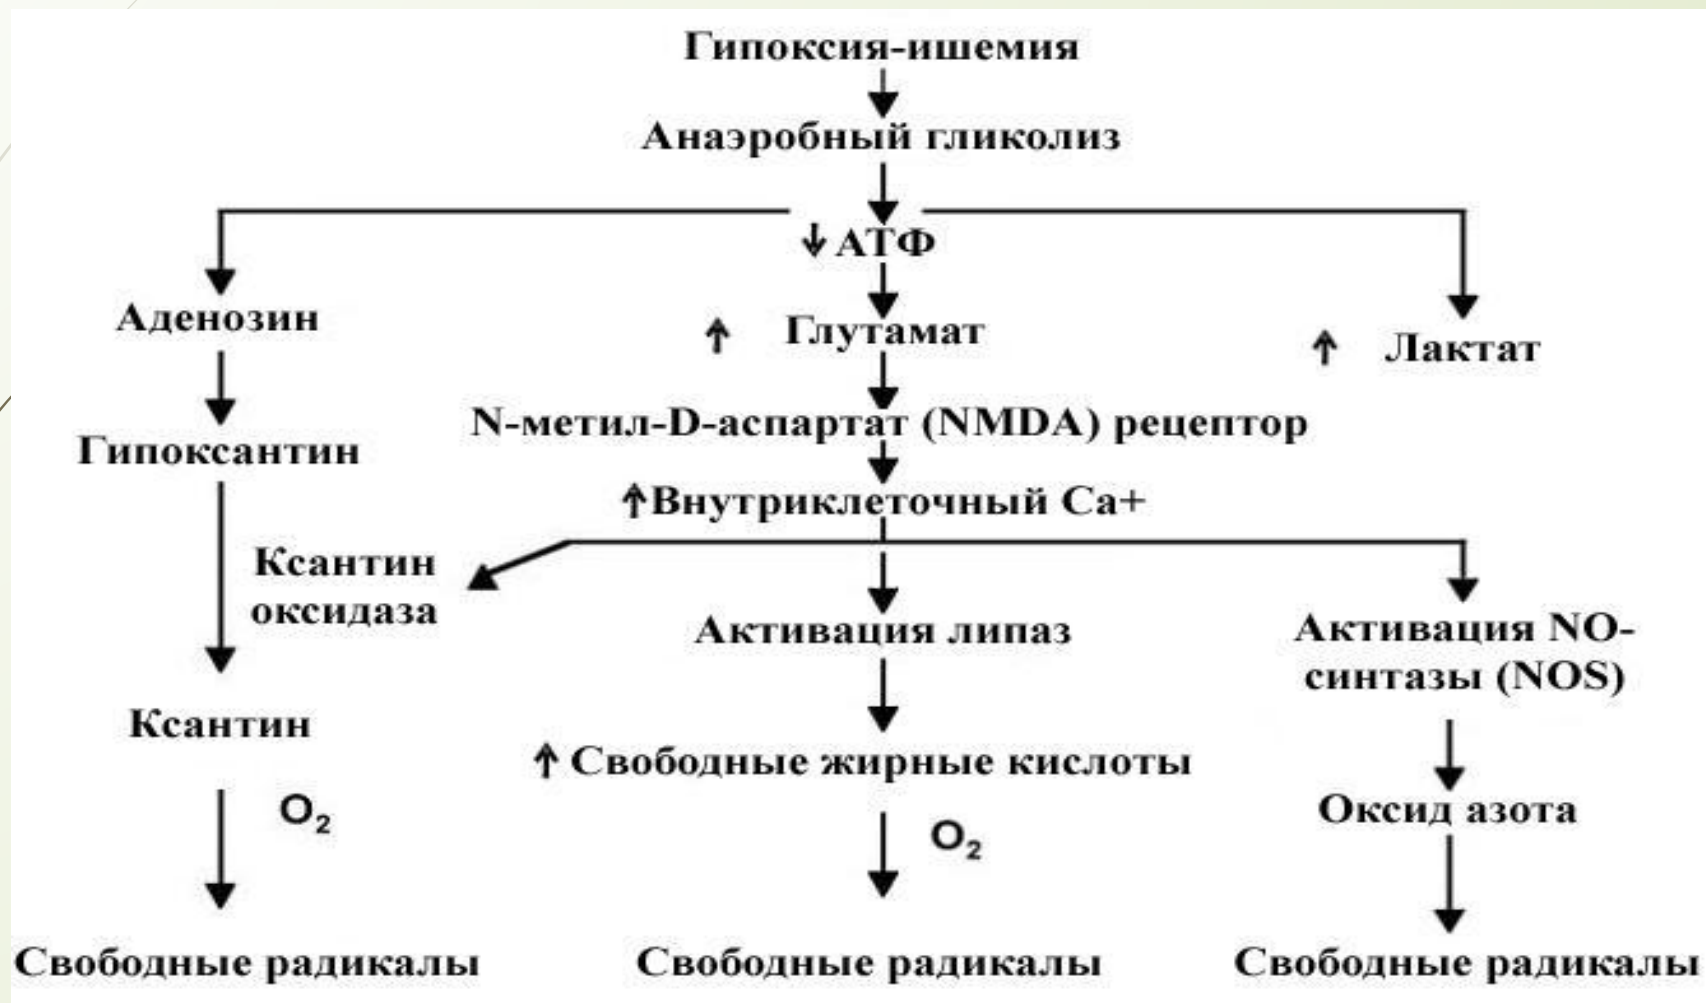 Гипоксия-ишемия
Анаэробный гликолиз
АТФ
Аденозин
Глутамат
Лактат
N-метил-D-аспартат (NMDA) рецептор
Гипоксантин
Внутриклеточный Ca+
Ксантин
оксидаза
Активация липаз
Активация NO-
синтазы (NOS)
Ксантин
Свободные жирные кислоты
O₂
O₂
Оксид азота
Свободные радикалы
Свободные радикалы
Свободные радикалы